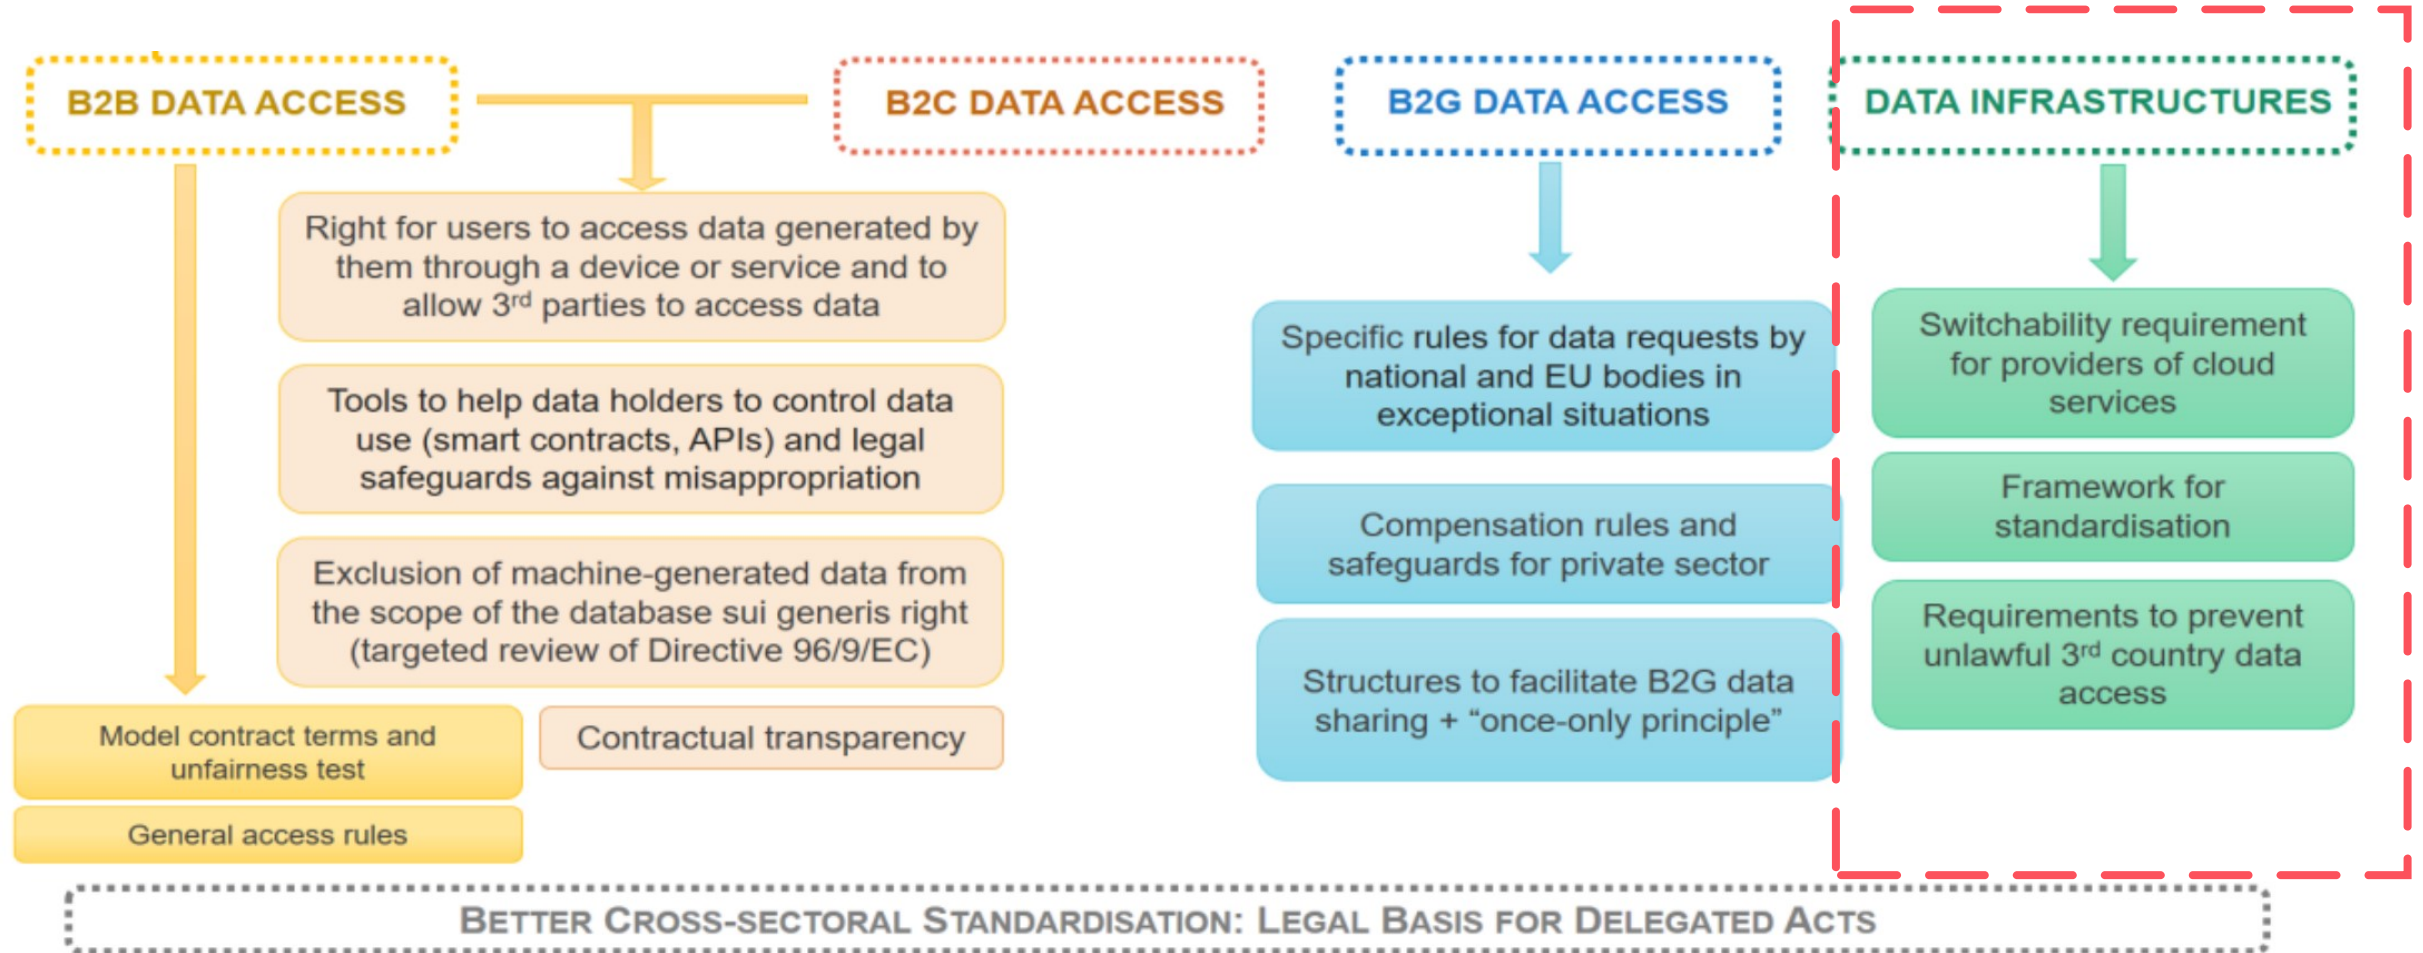 B2B DATA ACCESS
B2C DATA ACCESS
B2G DATA ACCESS
DATA INFRASTRUCTURES
Right for users to access data generated by
them through a device or service and to
allow 3rd parties to access data
Tools to help data holders to control data
use (smart contracts, APIs) and legal
safeguards against misappropriation
Exclusion of machine-generated data from
the scope of the database sui generis right
(targeted review of Directive 96/9/EC)
Model contract terms and
unfairness test
Contractual transparency
General access rules
Specific rules for data requests by
national and EU bodies in
exceptional situations
Compensation rules and
safeguards for private sector
Structures to facilitate B2G data
sharing + “once-only principle”
Switchability requirement
for providers of cloud
services
Framework for
standardisation
Requirements to prevent
unlawful 3rd country data
access
BETTER CROSS-SECTORAL STANDARDISATION: LEGAL BASIS FOR DELEGATED ACTS